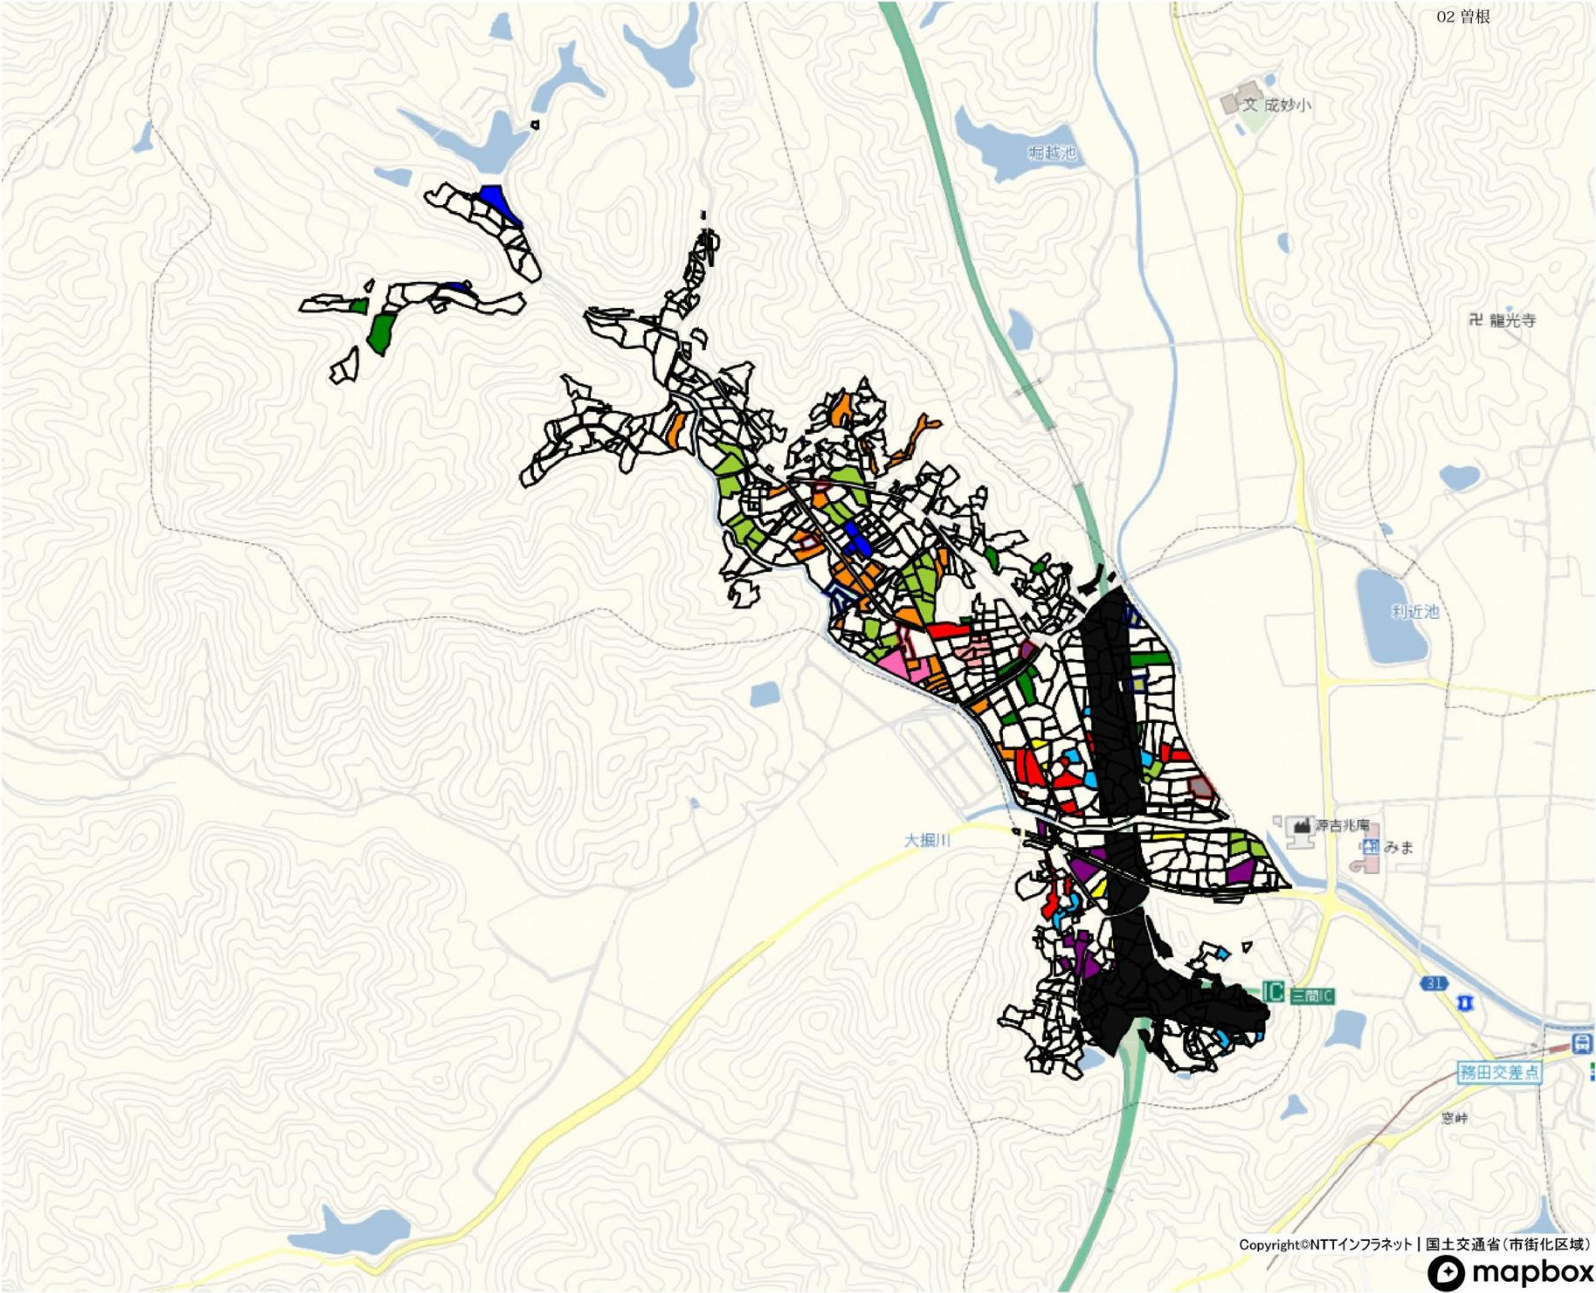 02 曽根
文 成妙小
堀越池
卍 龍光寺
利近池
源吉兆庵
みま
大掘川
31
IC 三間IC
務田交差点
窓峠
Copyright©NTTインフラネット | 国土交通省(市街化区域)
mapbox